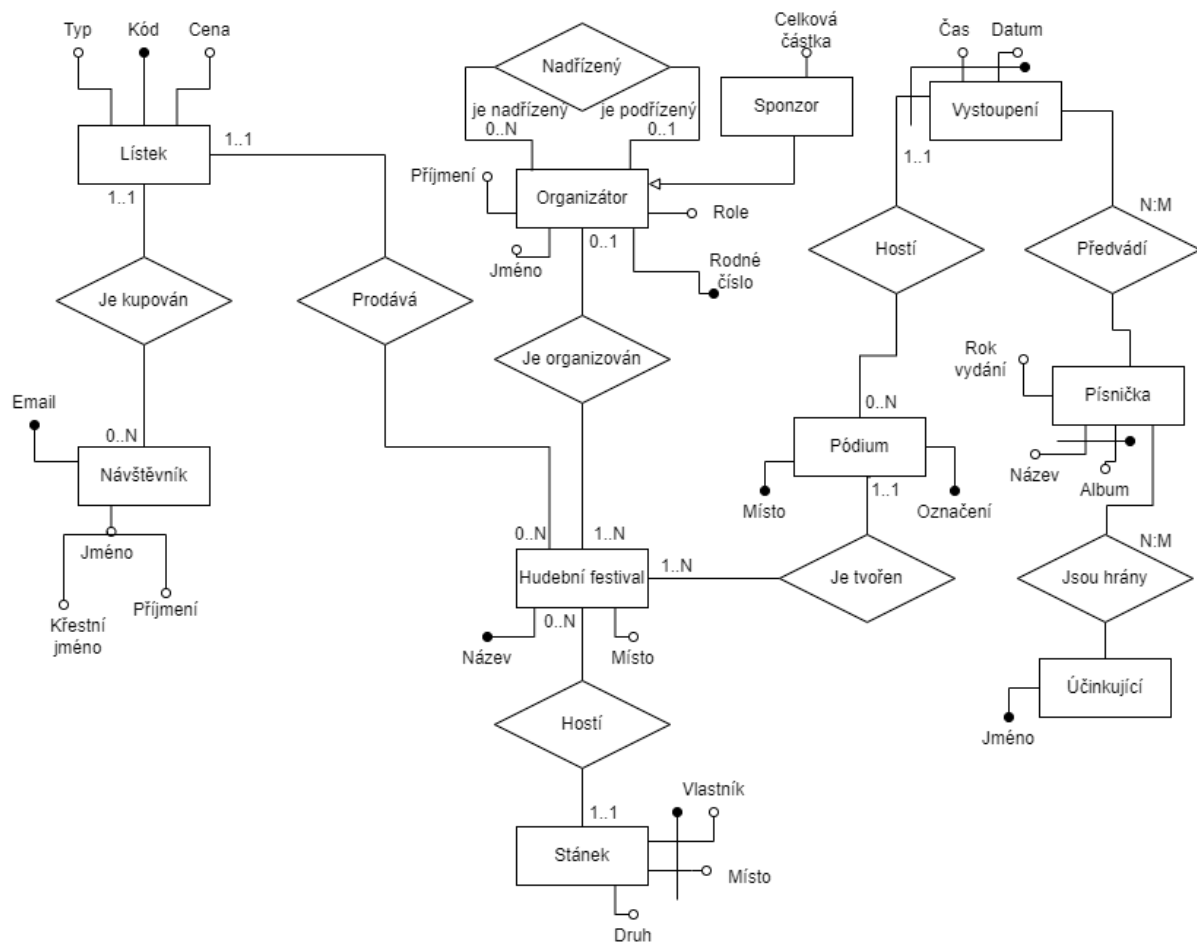 Typ
Kód
Cena
Lístek
1..1
1..1
Je kupován
0..N
Email
Návštěvník
Jméno
Křestní
jméno
Příjmení
Prodává
0..N
Nadřízený
je nadřízený
je podřízený
0..N
0..1
Celková
částka
Sponzor
Příjmení
Organizátor
Role
Jméno
0..1
Rodné
číslo
Je organizován
1..N
Hudební festival
1..N
Název
0..N
Místo
Hostí
1..1
Vlastník
Stánek
Místo
Druh
Čas
Datum
Vystoupení
1..1
Hostí
N:M
Předvádí
0..N
Pódium
Místo
1..1
Označení
Je tvořen
Rok
vydání
Písnička
Název
Album
N:M
Jsou hrány
Účinkující
Jméno